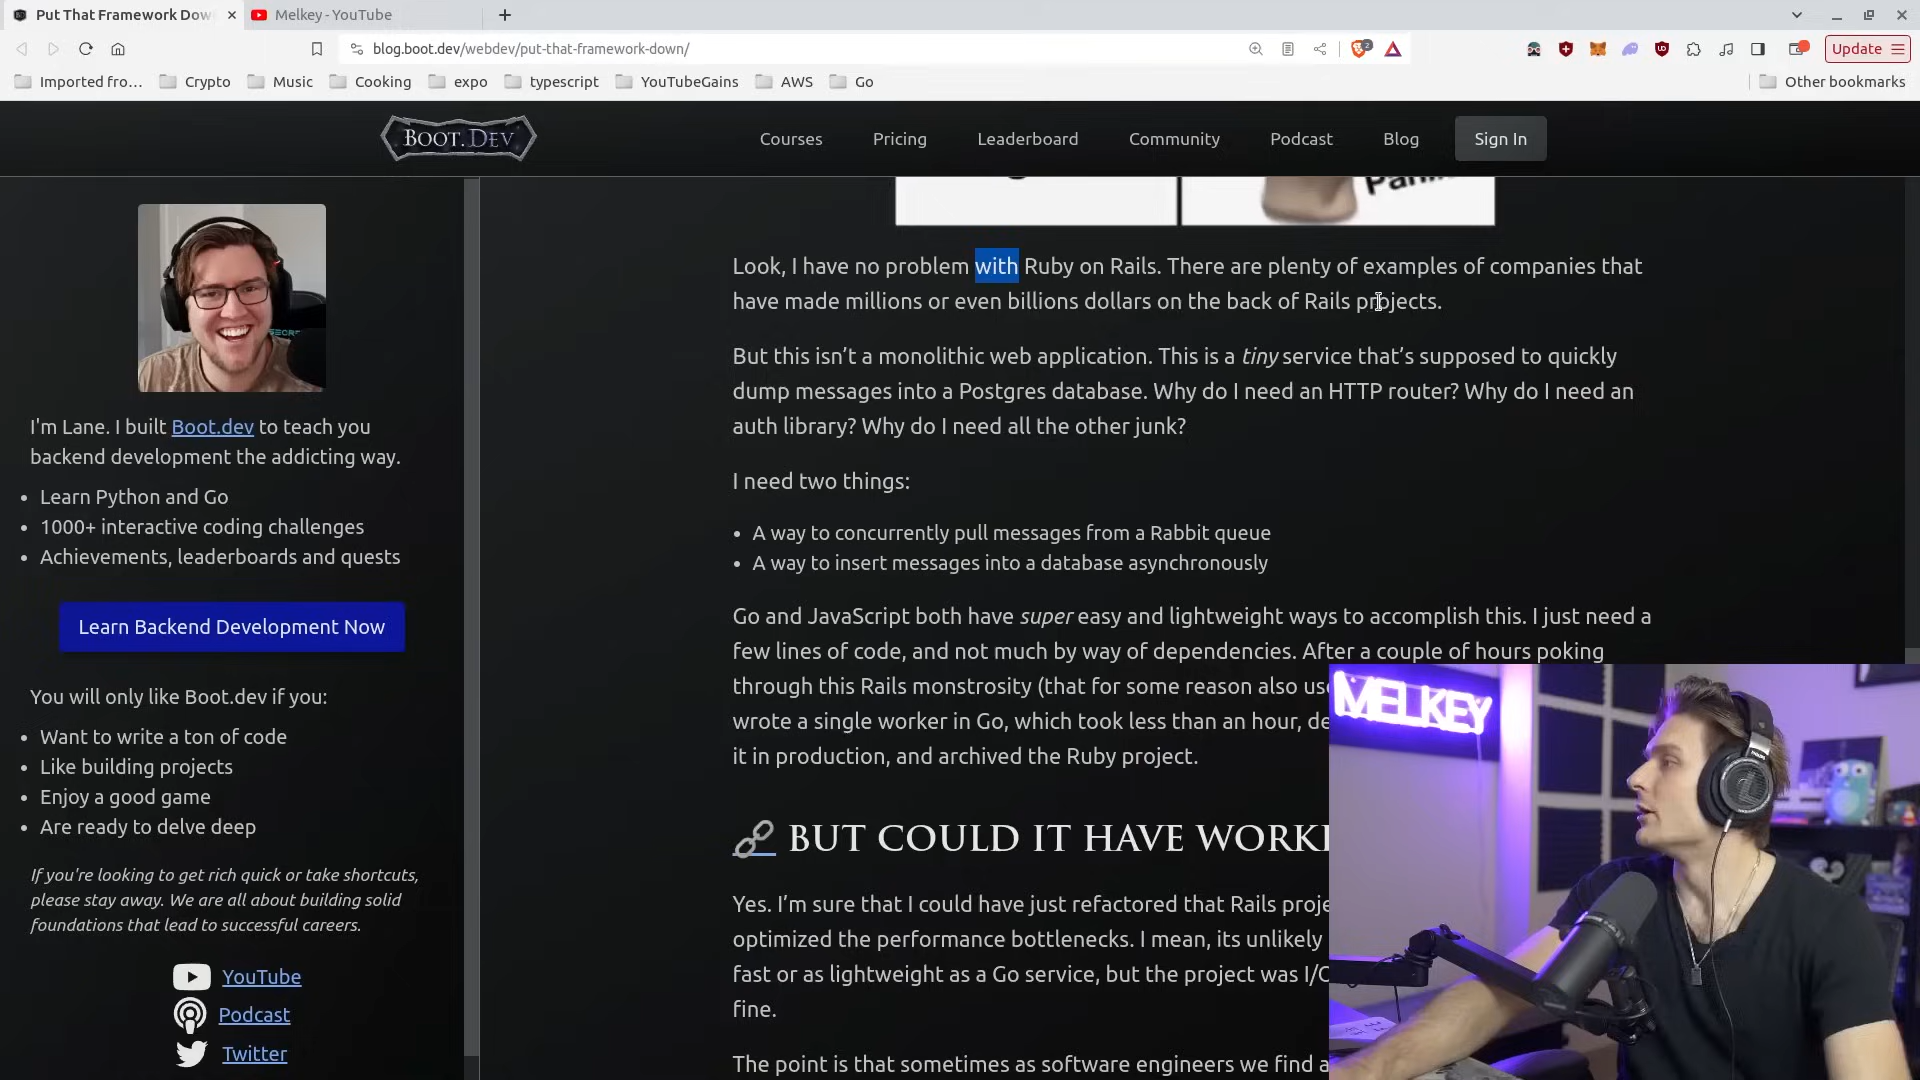 Put That Framework Dow
Melkey - YouTube
blog.boot.dev/webdev/put-that-framework-down/
2
Update
Imported fro...
Crypto
Music
Cooking
expo
typescript
YouTubeGains
AWS
Go
Other bookmarks
BOOT.DEV
Courses
Pricing
Leaderboard
Community
Podcast
Blog
Sign In
I'm Lane. I built Boot.dev to teach you
backend development the addicting way.
• Learn Python and Go
• 1000+ interactive coding challenges
• Achievements, leaderboards and quests
Learn Backend Development Now
You will only like Boot.dev if you:
• Want to write a ton of code
• Like building projects
• Enjoy a good game
• Are ready to delve deep
If you're looking to get rich quick or take shortcuts,
please stay away. We are all about building solid
foundations that lead to successful careers.
YouTube
Podcast
Twitter
Look, I have no problem with Ruby on Rails. There are plenty of examples of companies that
have made millions or even billions dollars on the back of Rails projects.
But this isn’t a monolithic web application. This is a tiny service that’s supposed to quickly
dump messages into a Postgres database. Why do I need an HTTP router? Why do I need an
auth library? Why do I need all the other junk?
I need two things:
• A way to concurrently pull messages from a Rabbit queue
• A way to insert messages into a database asynchronously
Go and JavaScript both have super easy and lightweight ways to accomplish this. I just need a
few lines of code, and not much by way of dependencies. After a couple of hours poking
through this Rails monstrosity (that for some reason also us
wrote a single worker in Go, which took less than an hour, de
it in production, and archived the Ruby project.
BUT COULD IT HAVE WORK
Yes. I’m sure that I could have just refactored that Rails proje
optimized the performance bottlenecks. I mean, its unlikely
fast or as lightweight as a Go service, but the project was I/O
fine.
The point is that sometimes as software engineers we find a
MELKEY